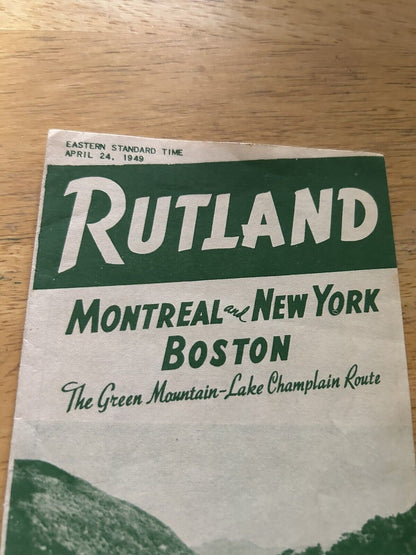 EASTERN STANDARD TIME
APRIL 24, 1949
RUTLAND
MONTREAL and NEW YORK
BOSTON
The Green Mountain-Lake Champlain Route